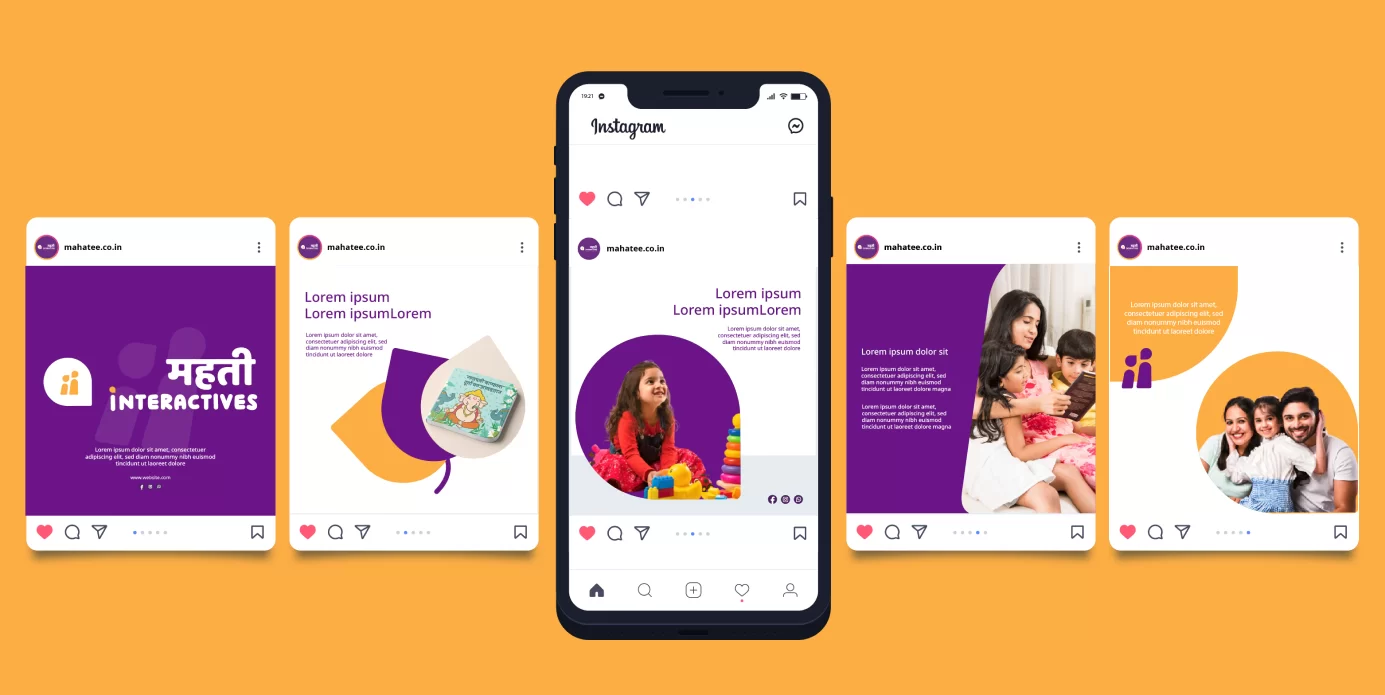 mahatee.co.in
महती
iNTERACTIVES
Lorem ipsum dolor sit amet, consectetuer
adipiscing elit, sed diam nonummy nibh euismod
tincidunt ut laoreet dolore
www.website.com
mahatee.co.in
Lorem ipsum
Lorem ipsumLorem
Lorem ipsum dolor sit amet,
consectetuer adipiscing elit, sed
diam nonummy nibh euismod
tincidunt ut laoreet dolore
19:21
Instagram
mahatee.co.in
Lorem ipsum
Lorem ipsumLorem
Lorem ipsum dolor sit amet,
consectetuer adipiscing elit, sed
diam nonummy nibh euismod
tincidunt ut laoreet dolore
mahatee.co.in
Lorem ipsum dolor sit
Lorem ipsum dolor sit amet,
consectetuer adipiscing elit, sed
diam nonummy nibh euismod
tincidunt ut laoreet dolore magna
Lorem ipsum dolor sit amet,
consectetuer adipiscing elit, sed
diam nonummy nibh euismod
tincidunt ut laoreet dolore magna
mahatee.co.in
Lorem ipsum dolor sit amet,
consectetuer adipiscing elit, sed
diam nonummy nibh euismod
tincidunt ut laoreet dolore